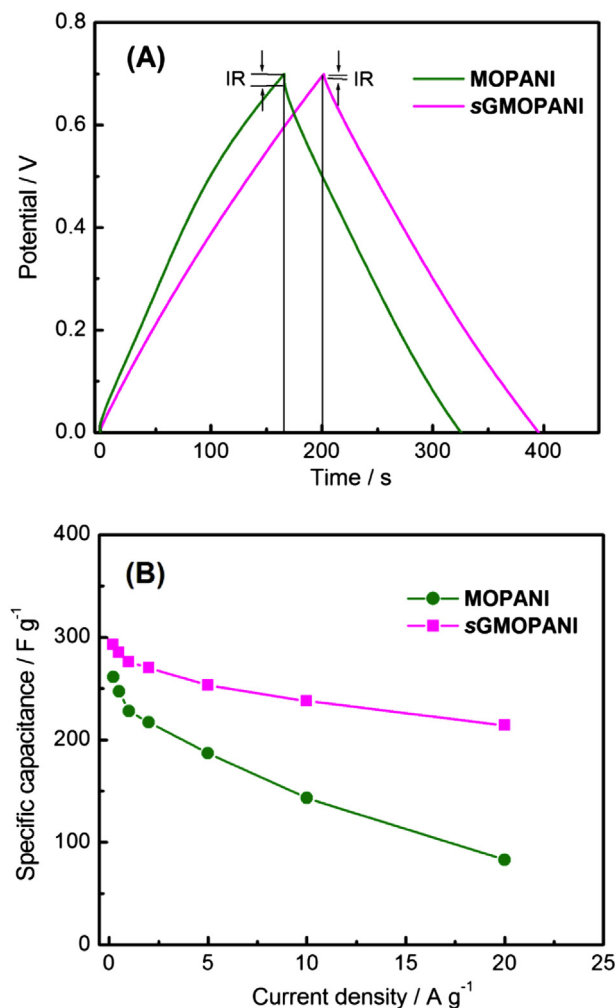 (A)
IR
IR
MOPANI
sGMOPANI
Potential / V
0.8
0.6
0.4
0.2
0.0
0 100 200 300 400
Time / s
(B)
MOPANI
sGMOPANI
Specific capacitance / F g⁻¹
400
300
200
100
0
0 5 10 15 20 25
Current density / A g⁻¹